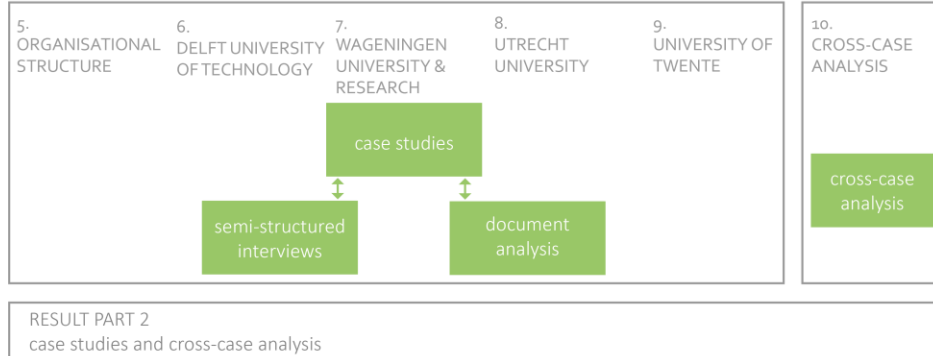 5.
ORGANISATIONAL
STRUCTURE
6.
DELFT UNIVERSITY
OF TECHNOLOGY
7.
WAGENINGEN
UNIVERSITY &
RESEARCH
8.
UTRECHT
UNIVERSITY
9.
UNIVERSITY OF
TWENTE
10.
CROSS-CASE
ANALYSIS
case studies
semi-structured
interviews
document
analysis
cross-case
analysis
RESULT PART 2
case studies and cross-case analysis